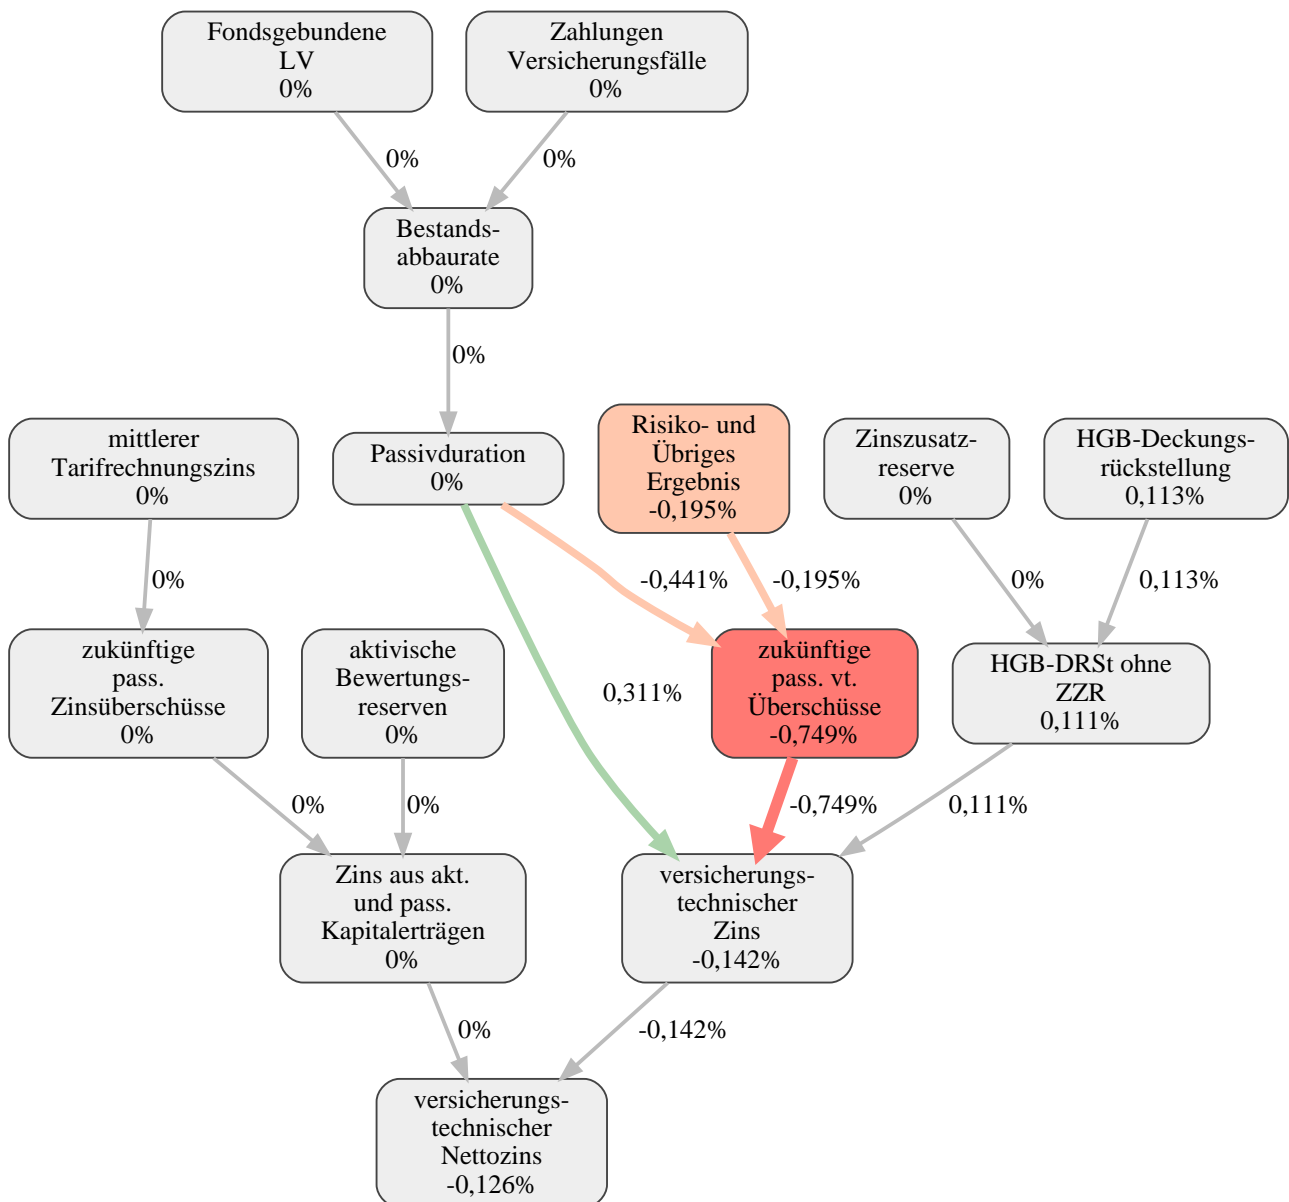 Fondsgebundene
LV
0%
Zahlungen
Versicherungsfälle
0%
0%
0%
Bestands-
abbaurate
0%
0%
mittlerer
Tarifrechnungszins
0%
Passivduration
0%
Risiko- und
Übriges
Ergebnis
-0,195%
Zinszusatz-
reserve
0%
HGB-Deckungs-
rückstellung
0,113%
0%
-0,441%
-0,195%
0%
0,113%
zukünftige
pass.
Zinsüberschüsse
0%
aktivische
Bewertungs-
reserven
0%
0,311%
zukünftige
pass. vt.
Überschüsse
-0,749%
HGB-DRSt ohne
ZZR
0,111%
0%
0%
-0,749%
0,111%
Zins aus akt.
und pass.
Kapitalerträgen
0%
versicherungs-
technischer
Zins
-0,142%
0%
-0,142%
versicherungs-
technischer
Nettozins
-0,126%